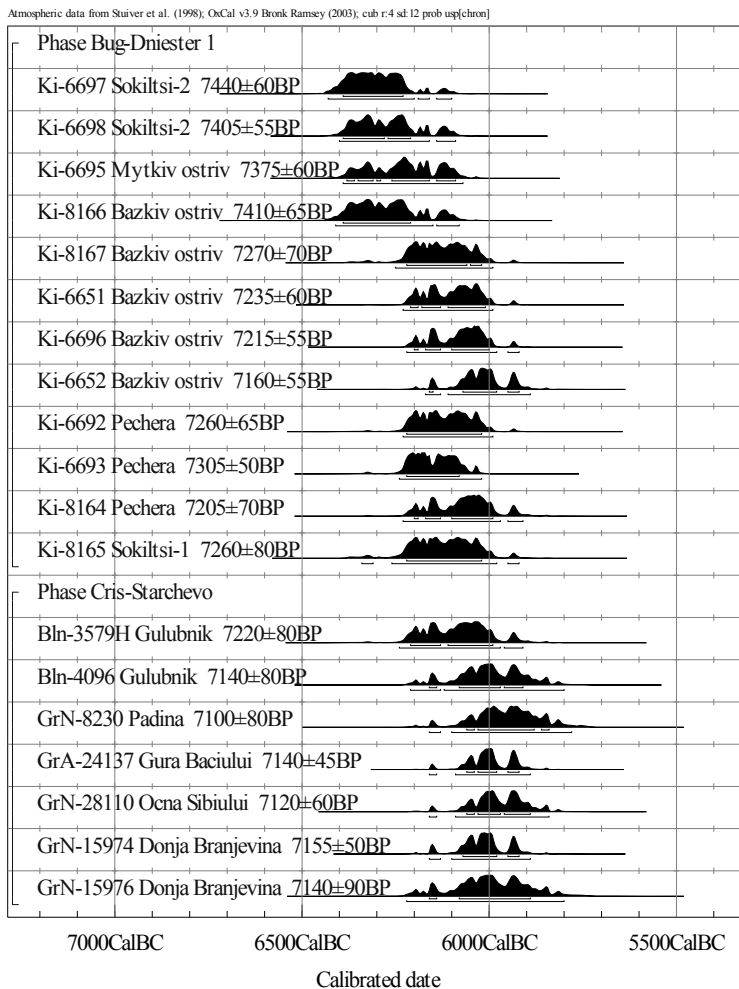 Atmospheric data from Stuiver et al. (1998); OxCal v3.9 Bronk Ramsey (2003); cub r:4 sd:12 prob usp[chron]
Phase Bug-Dniester 1
Ki-6697 Sokiltsi-2 7440±60BP
Ki-6698 Sokiltsi-2 7405±55BP
Ki-6695 Mytkiv ostriv 7375±60BP
Ki-8166 Bazkiv ostriv 7410±65BP
Ki-8167 Bazkiv ostriv 7270±70BP
Ki-6651 Bazkiv ostriv 7235±60BP
Ki-6696 Bazkiv ostriv 7215±55BP
Ki-6652 Bazkiv ostriv 7160±55BP
Ki-6692 Pechera 7260±65BP
Ki-6693 Pechera 7305±50BP
Ki-8164 Pechera 7205±70BP
Ki-8165 Sokiltsi-1 7260±80BP
Phase Cris-Starchevo
Bln-3579H Gulubnik 7220±80BP
Bln-4096 Gulubnik 7140±80BP
GrN-8230 Padina 7100±80BP
GrA-24137 Gura Baciului 7140±45BP
GrN-28110 Ocna Sibiului 7120±60BP
GrN-15974 Donja Branjevina 7155±50BP
GrN-15976 Donja Branjevina 7140±90BP
7000CalBC 6500CalBC 6000CalBC 5500CalBC
Calibrated date